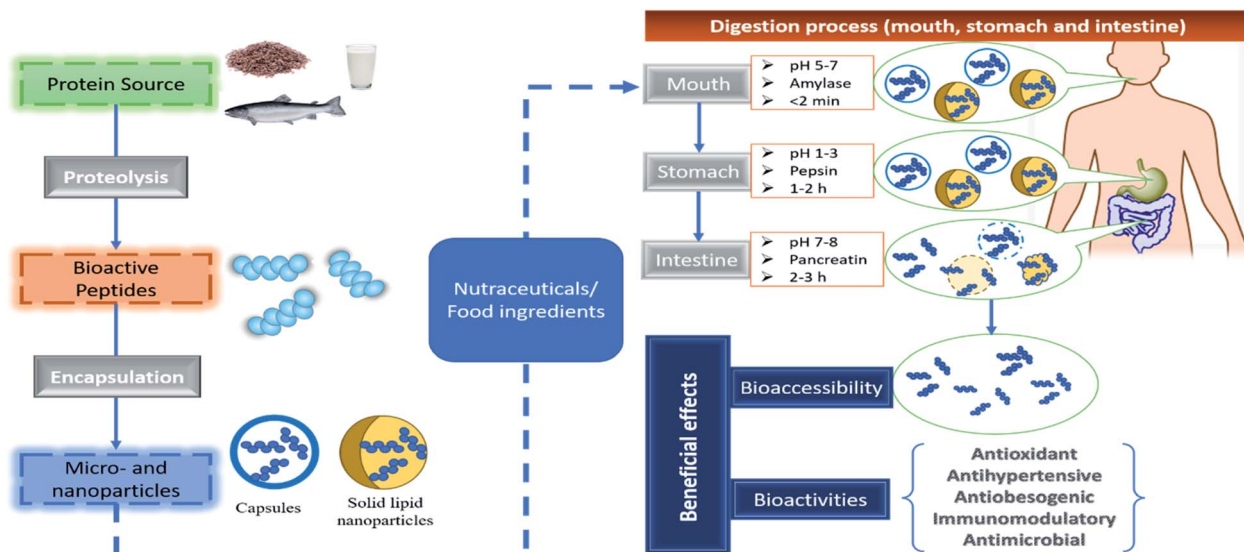 Protein Source
Proteolysis
Bioactive
Peptides
Encapsulation
Micro- and
nanoparticles
Capsules
Solid lipid
nanoparticles
Nutraceuticals/
Food ingredients
Digestion process (mouth, stomach and intestine)
Mouth
➢ pH 5-7
➢ Amylase
➢ <2 min
Stomach
➢ pH 1-3
➢ Pepsin
➢ 1-2 h
Intestine
➢ pH 7-8
➢ Pancreatin
➢ 2-3 h
Beneficial effects
Bioaccessibility
Bioactivities
Antioxidant
Antihypertensive
Antiobesogenic
Immunomodulatory
Antimicrobial